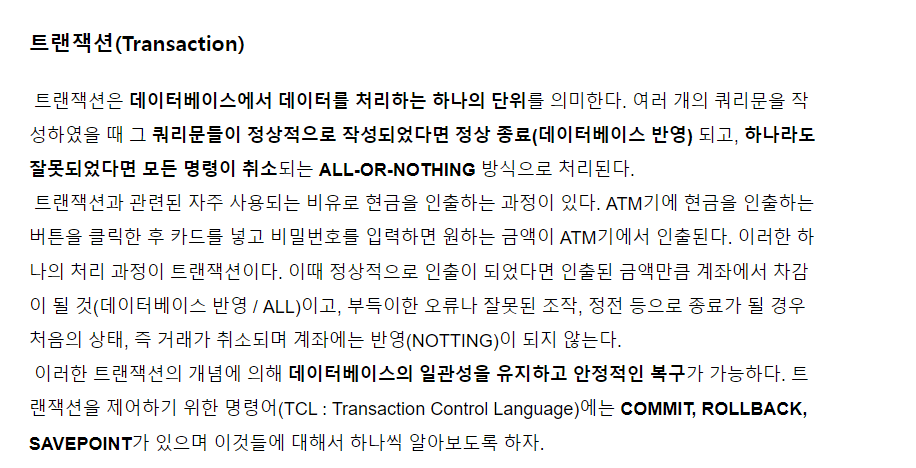 트랜잭션(Transaction)
트랜잭션은 데이터베이스에서 데이터를 처리하는 하나의 단위를 의미한다. 여러 개의 쿼리문을 작
성하였을 때 그 쿼리문들이 정상적으로 작성되었다면 정상 종료(데이터베이스 반영) 되고, 하나라도
잘못되었다면 모든 명령이 취소되는 ALL-OR-NOTHING 방식으로 처리된다.
트랜잭션과 관련된 자주 사용되는 비유로 현금을 인출하는 과정이 있다. ATM기에 현금을 인출하는
버튼을 클릭한 후 카드를 넣고 비밀번호를 입력하면 원하는 금액이 ATM기에서 인출된다. 이러한 하
나의 처리 과정이 트랜잭션이다. 이때 정상적으로 인출이 되었다면 인출된 금액만큼 계좌에서 차감
이 될 것(데이터베이스 반영 / ALL)이고, 부득이한 오류나 잘못된 조작, 정전 등으로 종료가 될 경우
처음의 상태, 즉 거래가 취소되며 계좌에는 반영(NOTTING)이 되지 않는다.
이러한 트랜잭션의 개념에 의해 데이터베이스의 일관성을 유지하고 안정적인 복구가 가능하다. 트
랜잭션을 제어하기 위한 명령어(TCL : Transaction Control Language)에는 COMMIT, ROLLBACK,
SAVEPOINT가 있으며 이것들에 대해서 하나씩 알아보도록 하자.